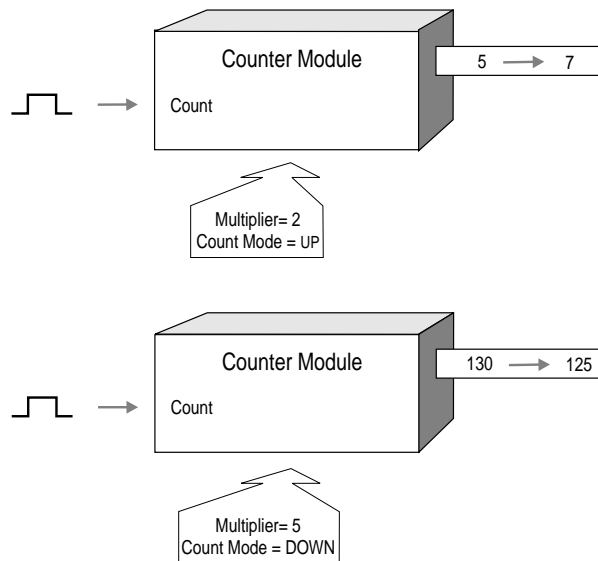 Counter Module
5 7
Count
Multiplier= 2
Count Mode = UP
Counter Module
130 125
Count
Multiplier= 5
Count Mode = DOWN